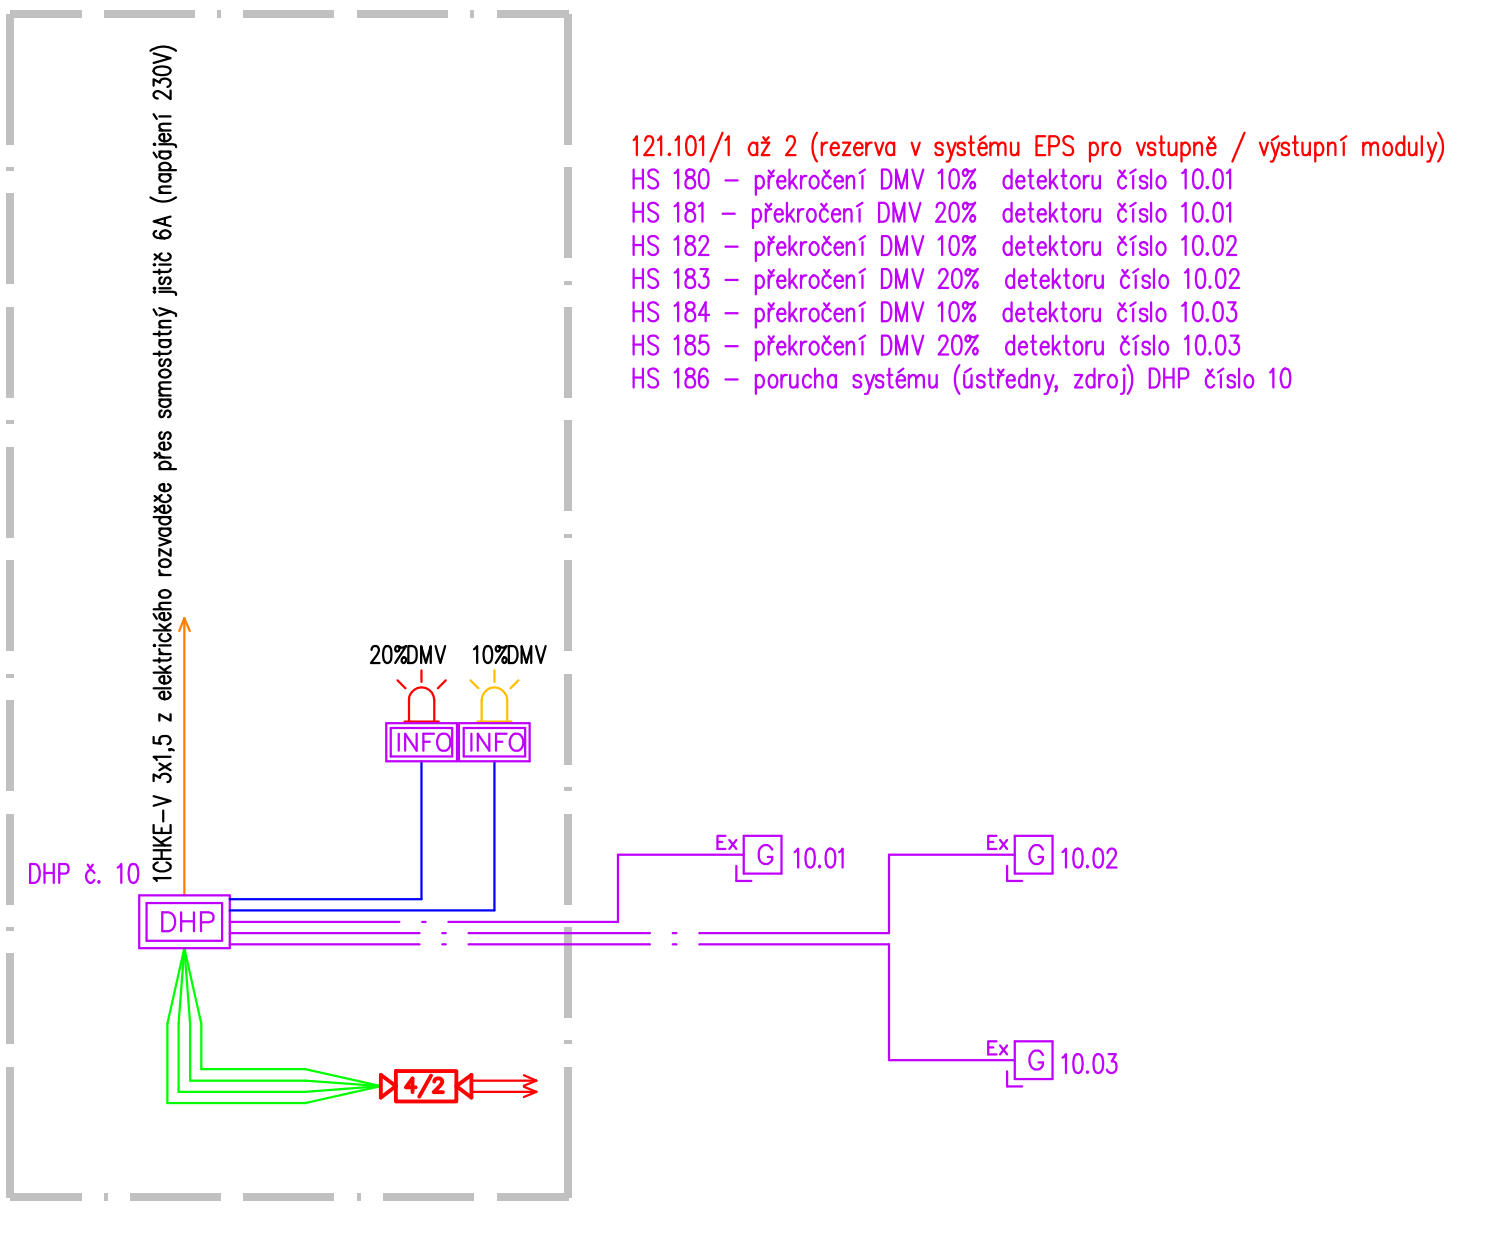 1CHKE-V 3x1,5 z elektrického rozvaděče přes samostatný jistič 6A (napájení 230V)
121.101/1 až 2 (rezerva v systému EPS pro vstupně / výstupní moduly)
HS 180 - překročení DMV 10% detektoru číslo 10.01
HS 181 - překročení DMV 20% detektoru číslo 10.01
HS 182 - překročení DMV 10% detektoru číslo 10.02
HS 183 - překročení DMV 20% detektoru číslo 10.02
HS 184 - překročení DMV 10% detektoru číslo 10.03
HS 185 - překročení DMV 20% detektoru číslo 10.03
HS 186 - porucha systému (ústředny, zdroj) DHP číslo 10
20%DMV
10%DMV
INFO
INFO
Ex
G
10.01
Ex
G
10.02
DHP č. 10
DHP
Ex
G
10.03
4/2